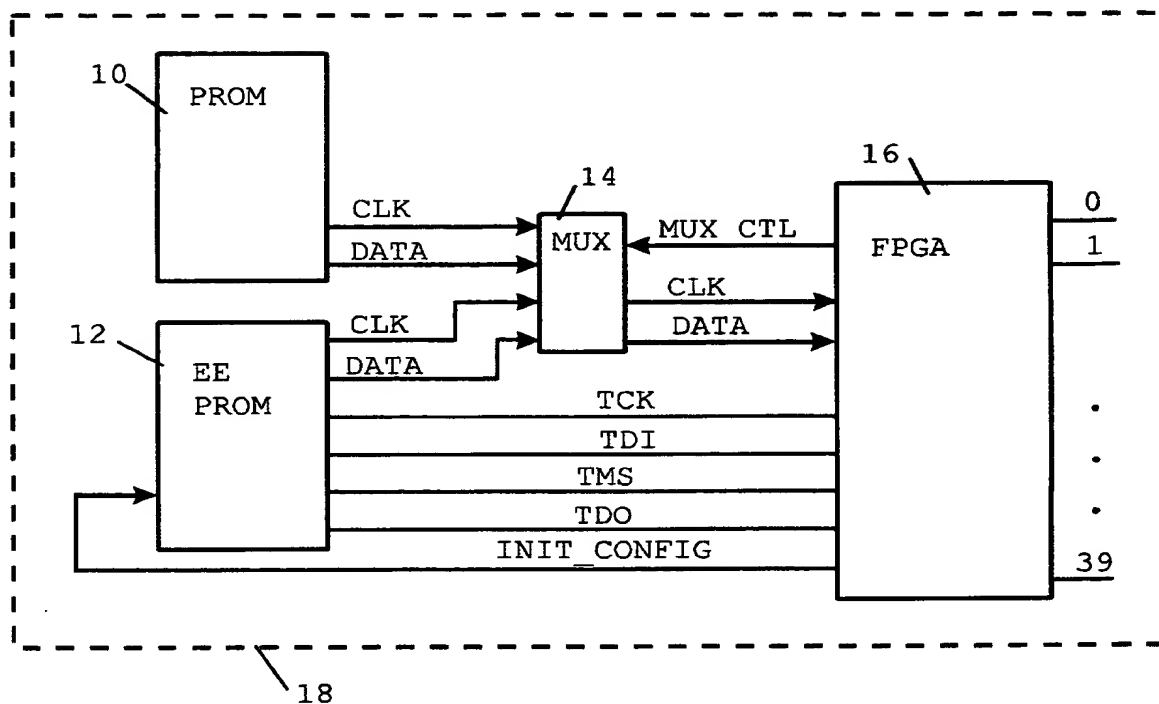 10
PROM
16
14
0
CLK
MUX
MUX CTL
FPGA
1
DATA
CLK
12
CLK
DATA
DATA
EE
PROM
TCK
TDI
TMS
TDO
INIT_CONFIG
39
18